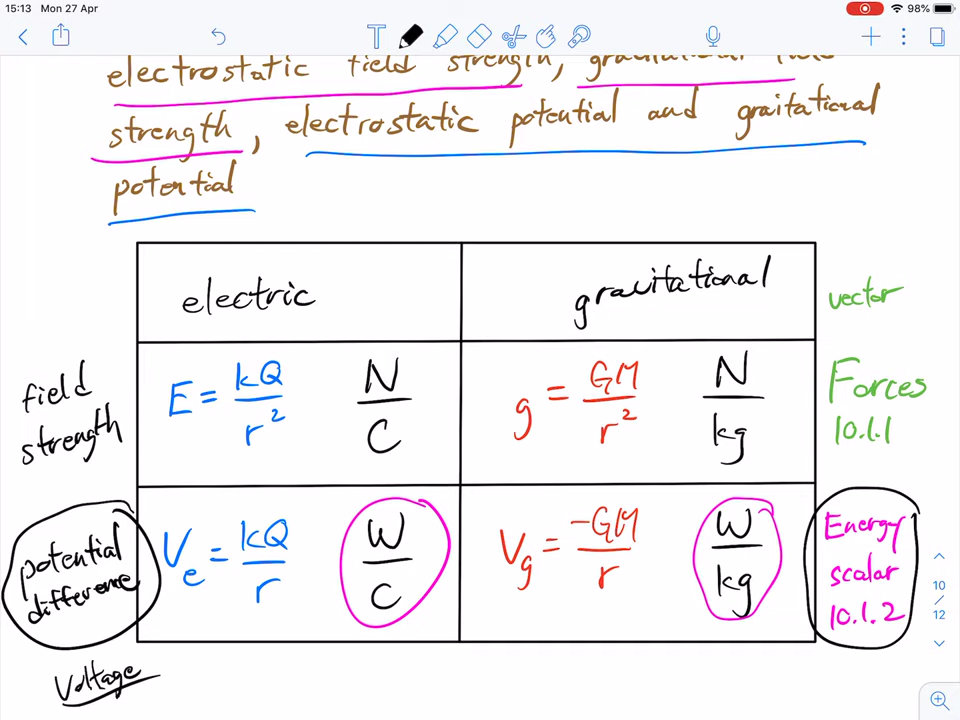 15:13 Mon 27 Apr 98%
electrostatic field strength, gravitational field
strength, electrostatic potential and graitational
potential
electric gravitational vector
field strength E = kQ/r² N/C g = GM/r² N/kg Forces 10.1.1
potential difference Ve = kQ/r W/C Vg = -GM/r W/kg Energy scalar 10.1.2
Voltage
10
/
12